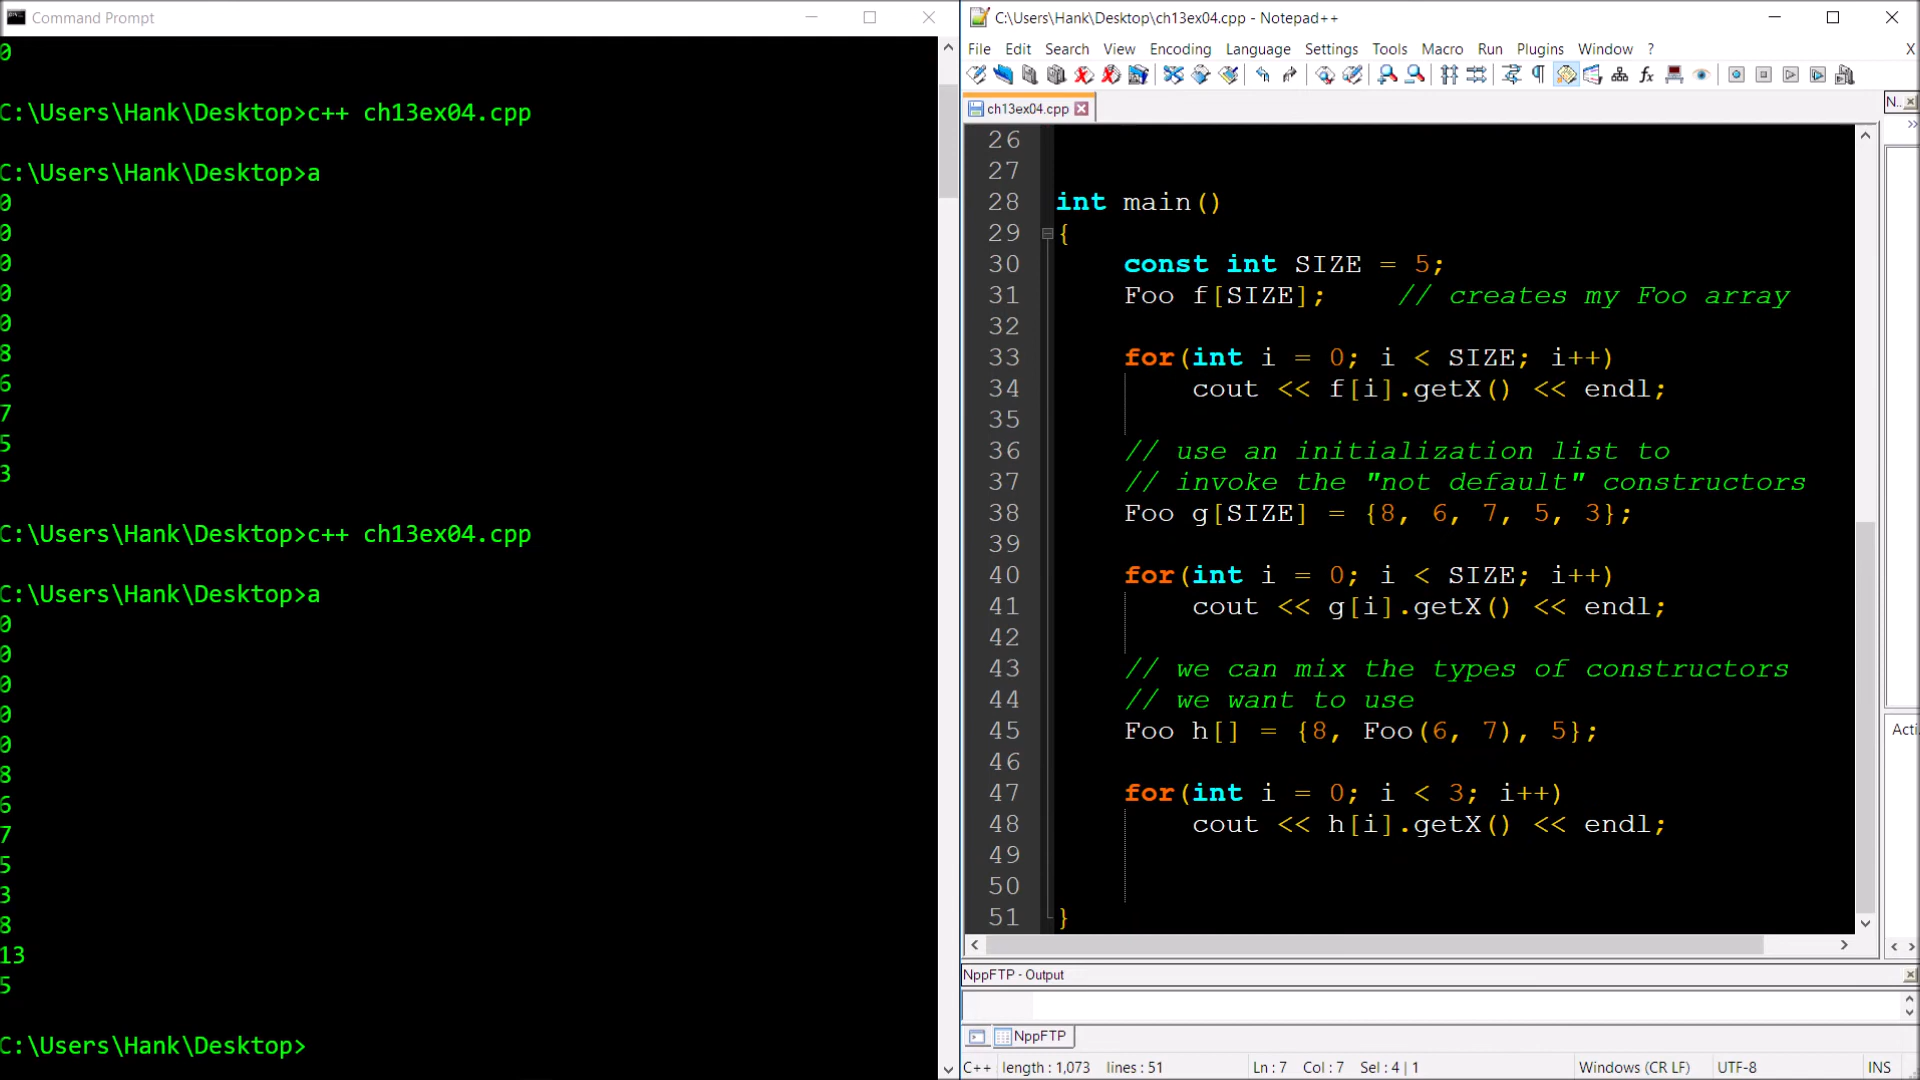 Command Prompt
0
C:\Users\Hank\Desktop>c++ ch13ex04.cpp
C:\Users\Hank\Desktop>a
0
0
0
0
0
8
6
7
5
3
C:\Users\Hank\Desktop>c++ ch13ex04.cpp
C:\Users\Hank\Desktop>a
0
0
0
0
0
8
6
7
5
3
8
13
5
C:\Users\Hank\Desktop>
C:\Users\Hank\Desktop\ch13ex04.cpp - Notepad++
File Edit Search View Encoding Language Settings Tools Macro Run Plugins Window ? X
ch13ex04.cpp
N..
26
27
28 int main()
29 {
30 const int SIZE = 5;
31 Foo f[SIZE]; // creates my Foo array
32
33 for(int i = 0; i < SIZE; i++)
34 cout << f[i].getX() << endl;
35
36 // use an initialization list to
37 // invoke the "not default" constructors
38 Foo g[SIZE] = {8, 6, 7, 5, 3};
39
40 for(int i = 0; i < SIZE; i++)
41 cout << g[i].getX() << endl;
42
43 // we can mix the types of constructors
44 // we want to use
45 Foo h[] = {8, Foo(6, 7), 5};
46
47 for(int i = 0; i < 3; i++)
48 cout << h[i].getX() << endl;
49
50
51 }
Acti
NppFTP - Output
NppFTP
C++ length : 1,073 lines : 51 Ln : 7 Col : 7 Sel : 4 | 1 Windows (CR LF) UTF-8 INS